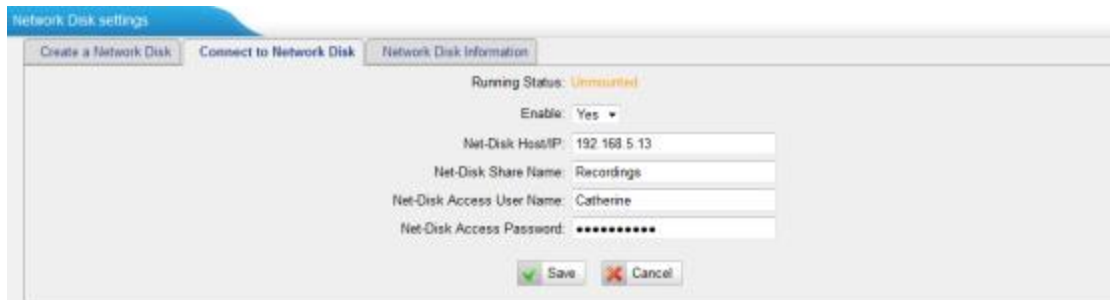 Network Disk settings
Create a Network Disk Connect to Network Disk Network Disk Information
Running Status: Unmounted
Enable: Yes
Net-Disk Host/IP: 192.168.5.13
Net-Disk Share Name: Recordings
Net-Disk Access User Name: Catherine
Net-Disk Access Password: ••••••••••
Save Cancel